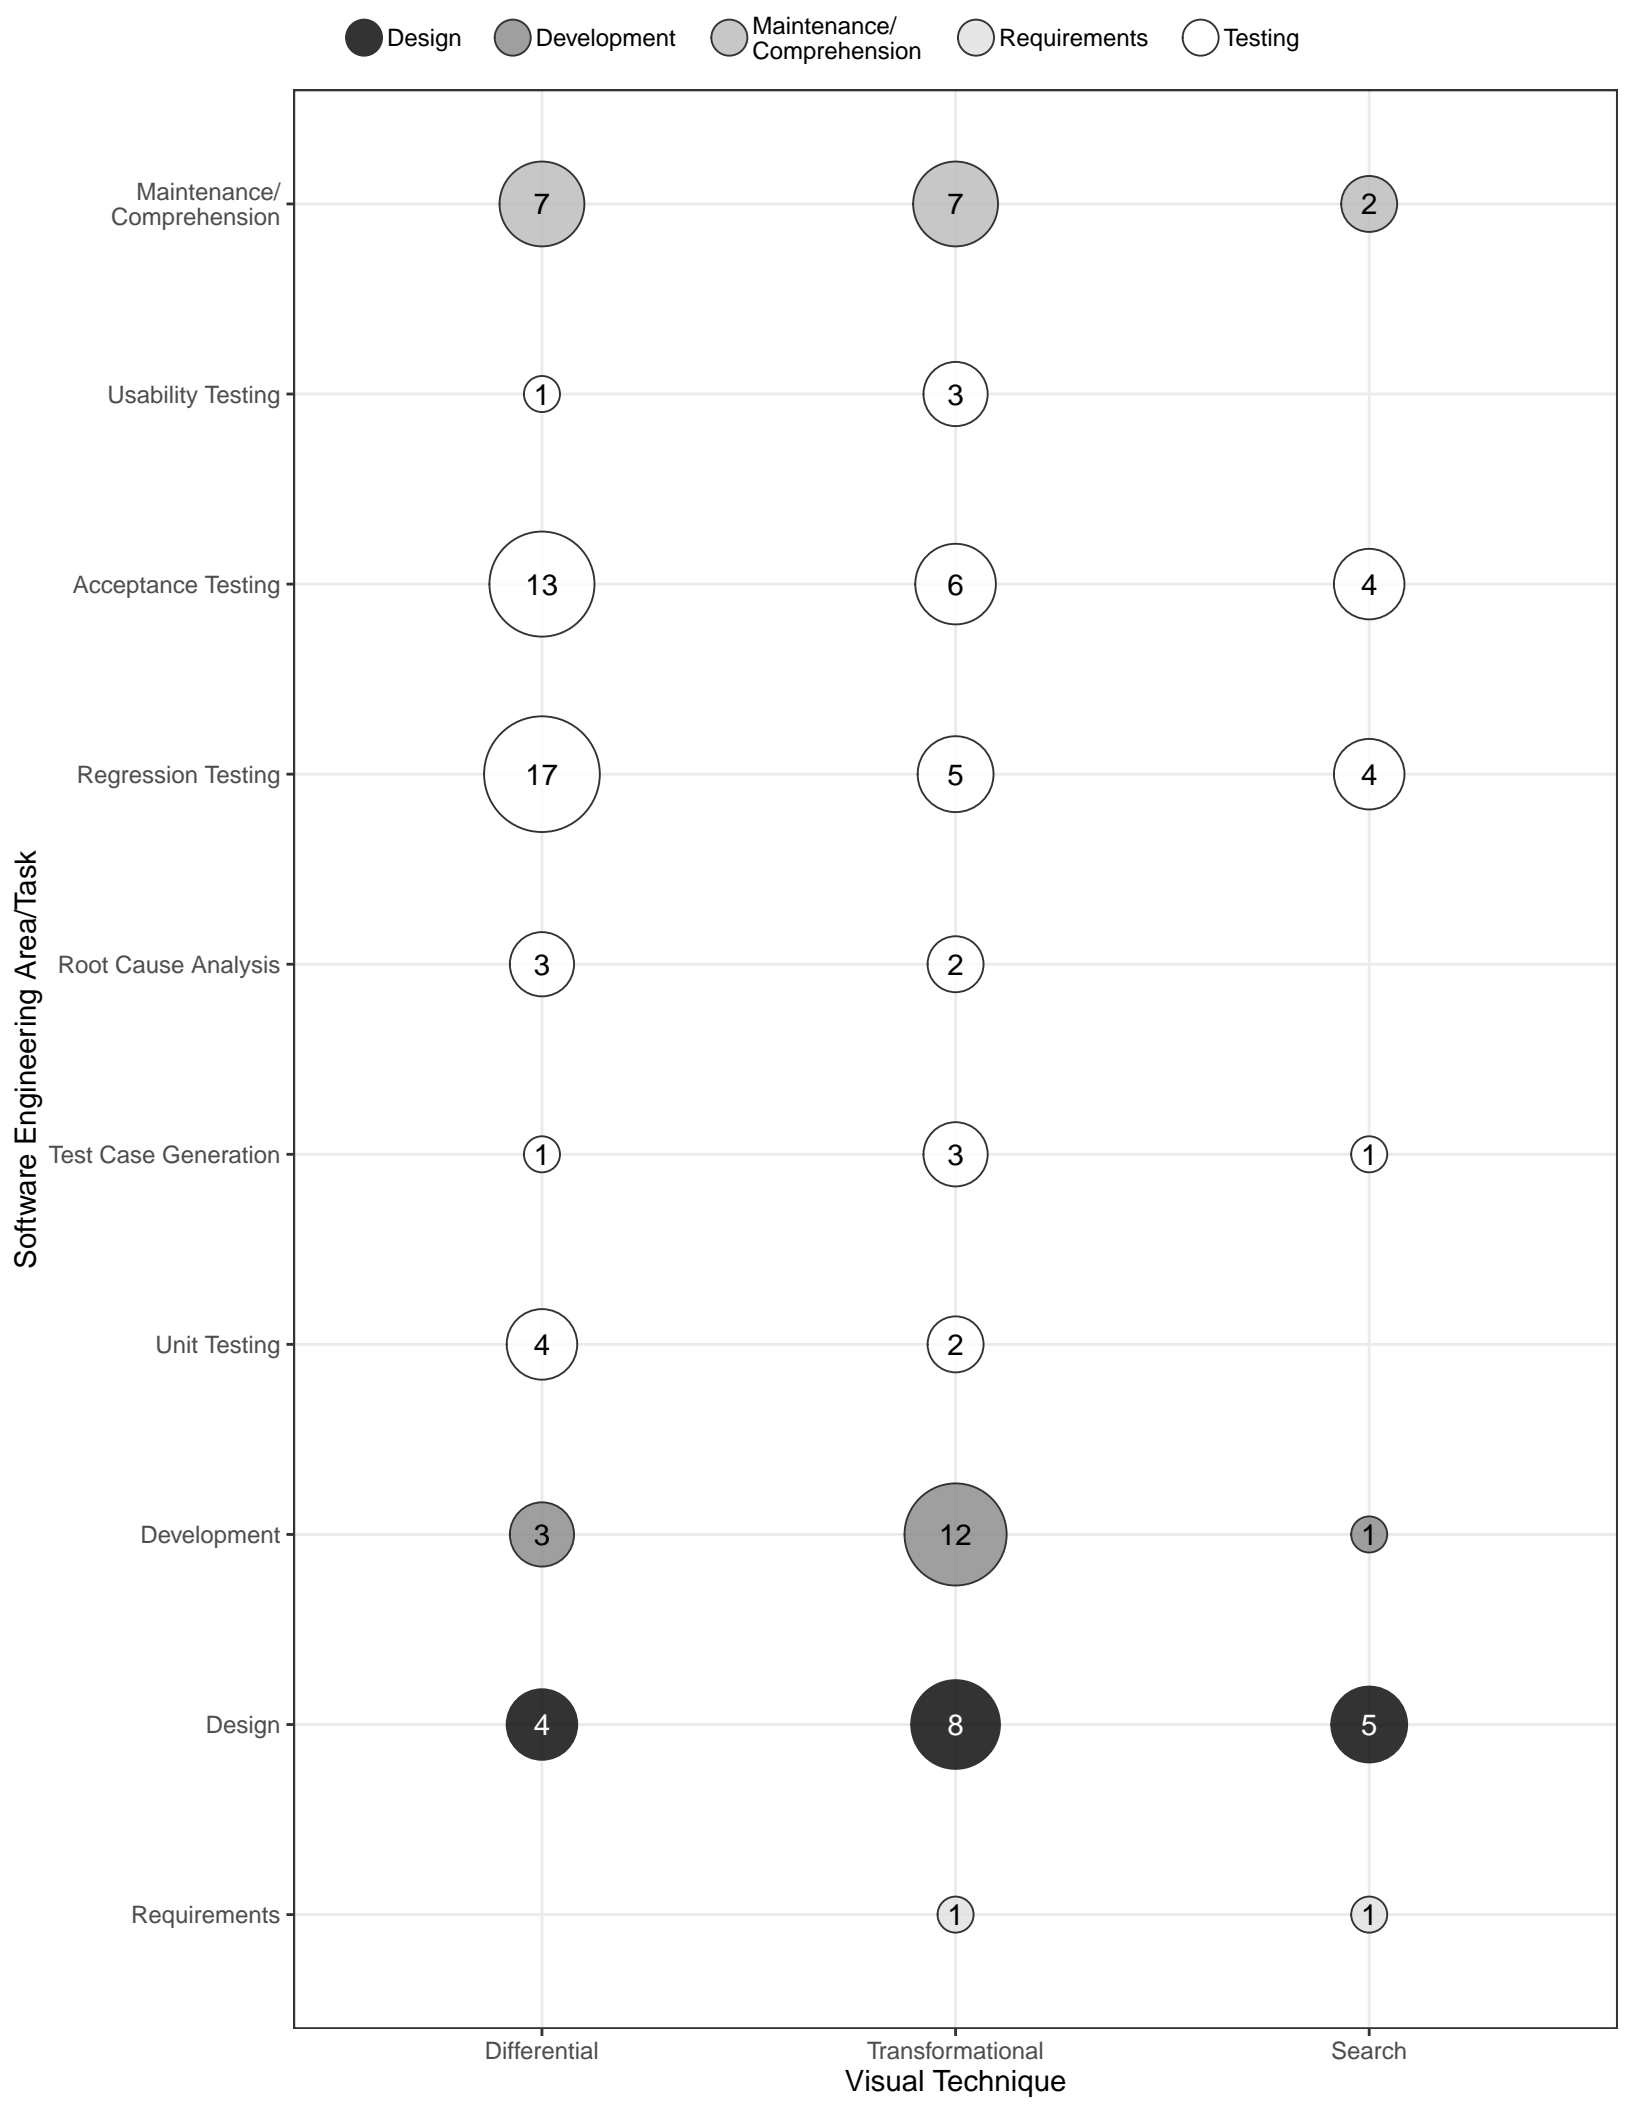 Design
Development
Maintenance/
Comprehension
Requirements
Testing
Maintenance/
Comprehension
7
7
2
Usability Testing
1
3
Acceptance Testing
13
6
4
Regression Testing
17
5
4
Root Cause Analysis
3
2
Test Case Generation
1
3
1
Unit Testing
4
2
Development
3
12
1
Design
4
8
5
Requirements
1
1
Software Engineering Area/Task
Differential
Transformational
Search
Visual Technique